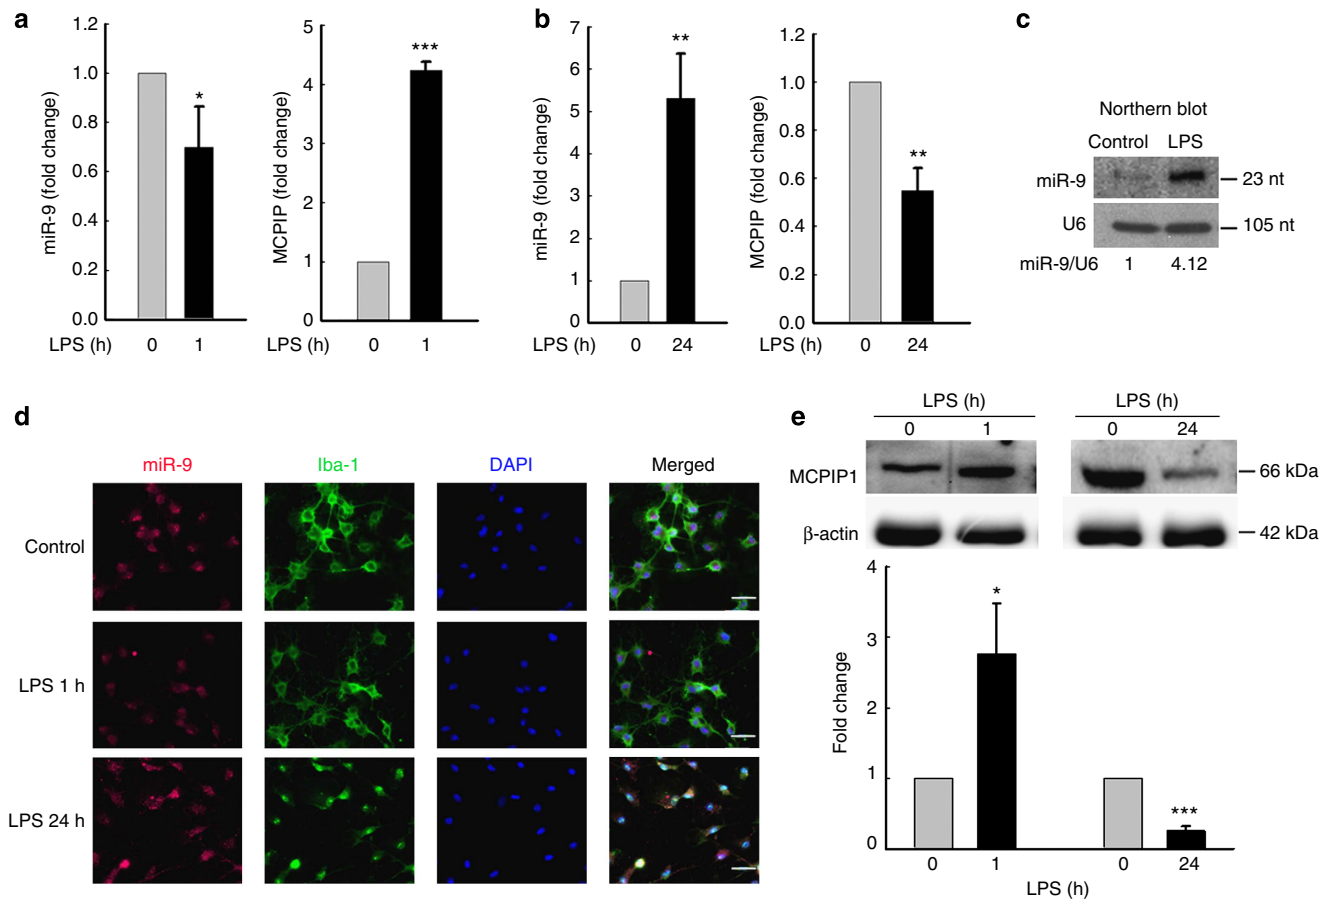 a
miR-9 (fold change)
1.2
1.0
0.8
0.6
0.4
0.2
0.0
*
LPS (h) 0 1
MCPIP (fold change)
5
4
3
2
1
0
***
LPS (h) 0 1
b
miR-9 (fold change)
7
6
5
4
7
2
1
0
**
LPS (h) 0 24
MCPIP (fold change)
1.2
1.0
0.8
0.6
0.4
0.2
0.0
**
LPS (h) 0 24
c
Northern blot
Control LPS
miR-9 23 nt
U6 105 nt
miR-9/U6 1 4.12
d
miR-9 Iba-1 DAPI Merged
Control
LPS 1 h
LPS 24 h
e
LPS (h) LPS (h)
0 1 0 24
MCPIP1 66 kDa
β-actin 42 kDa
Fold change
4
3
2
1
0
*
***
0 1 0 24
LPS (h)